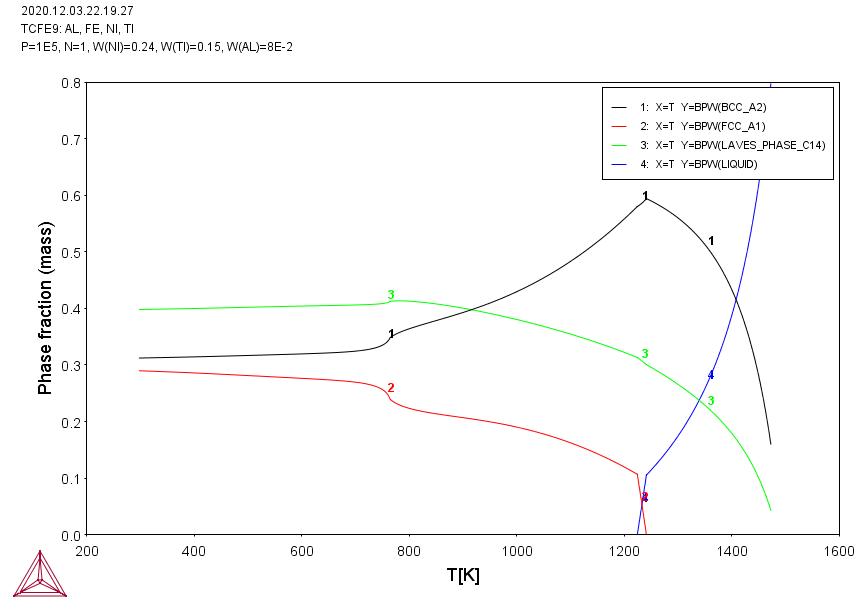 2020.12.03.22.19.27
TCFE9: AL, FE, NI, TI
P=1E5, N=1, W(NI)=0.24, W(TI)=0.15, W(AL)=8E-2
0.8
1: X=T Y=BPW(BCC_A2)
2: X=T Y=BPW(FCC_A1)
3: X=T Y=BPW(LAVES_PHASE_C14)
4: X=T Y=BPW(LIQUID)
0.7
0.6
0.5
0.4
0.3
0.2
0.1
0.0
Phase fraction (mass)
1
1
3
1
3
4
2
3
4
200 400 600 800 1000 1200 1400 1600
T[K]